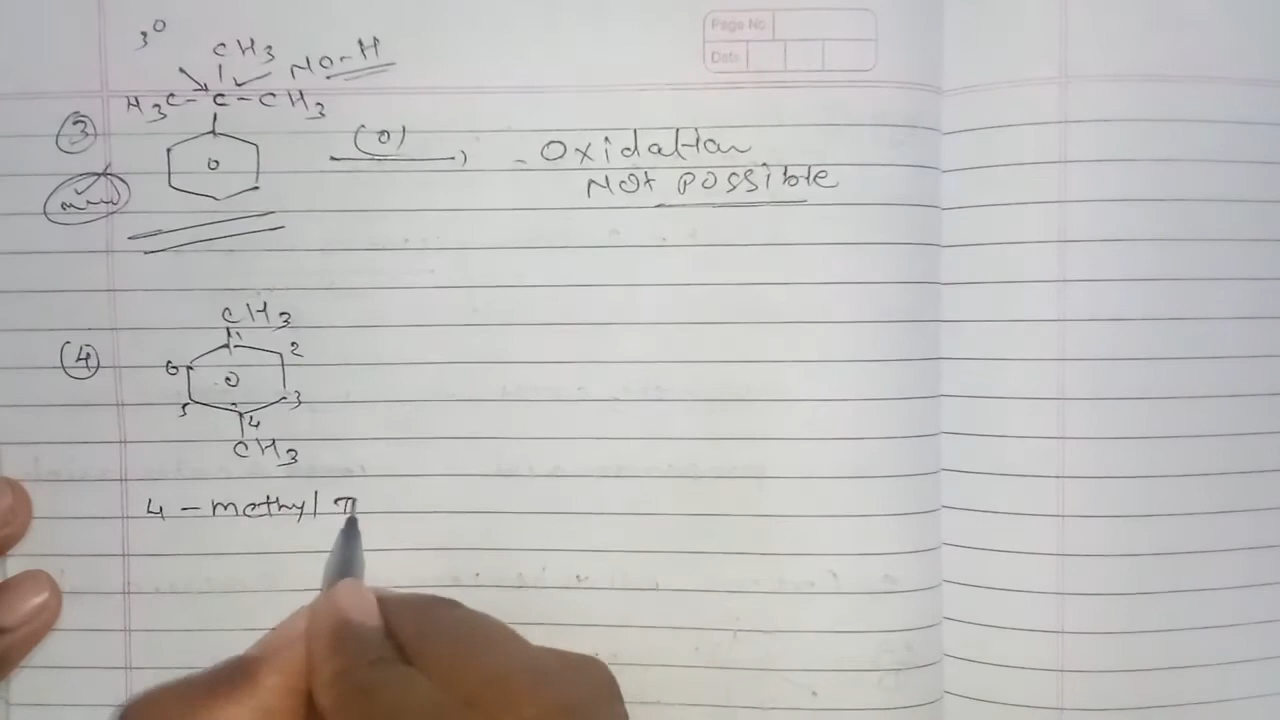 Page No
Date
3°
CH3
NO-H
H3C-C-CH3
③
(O)
Oxidation
Not possible
CH3
④
1
6
2
5
3
4
CH3
4 - methyl T